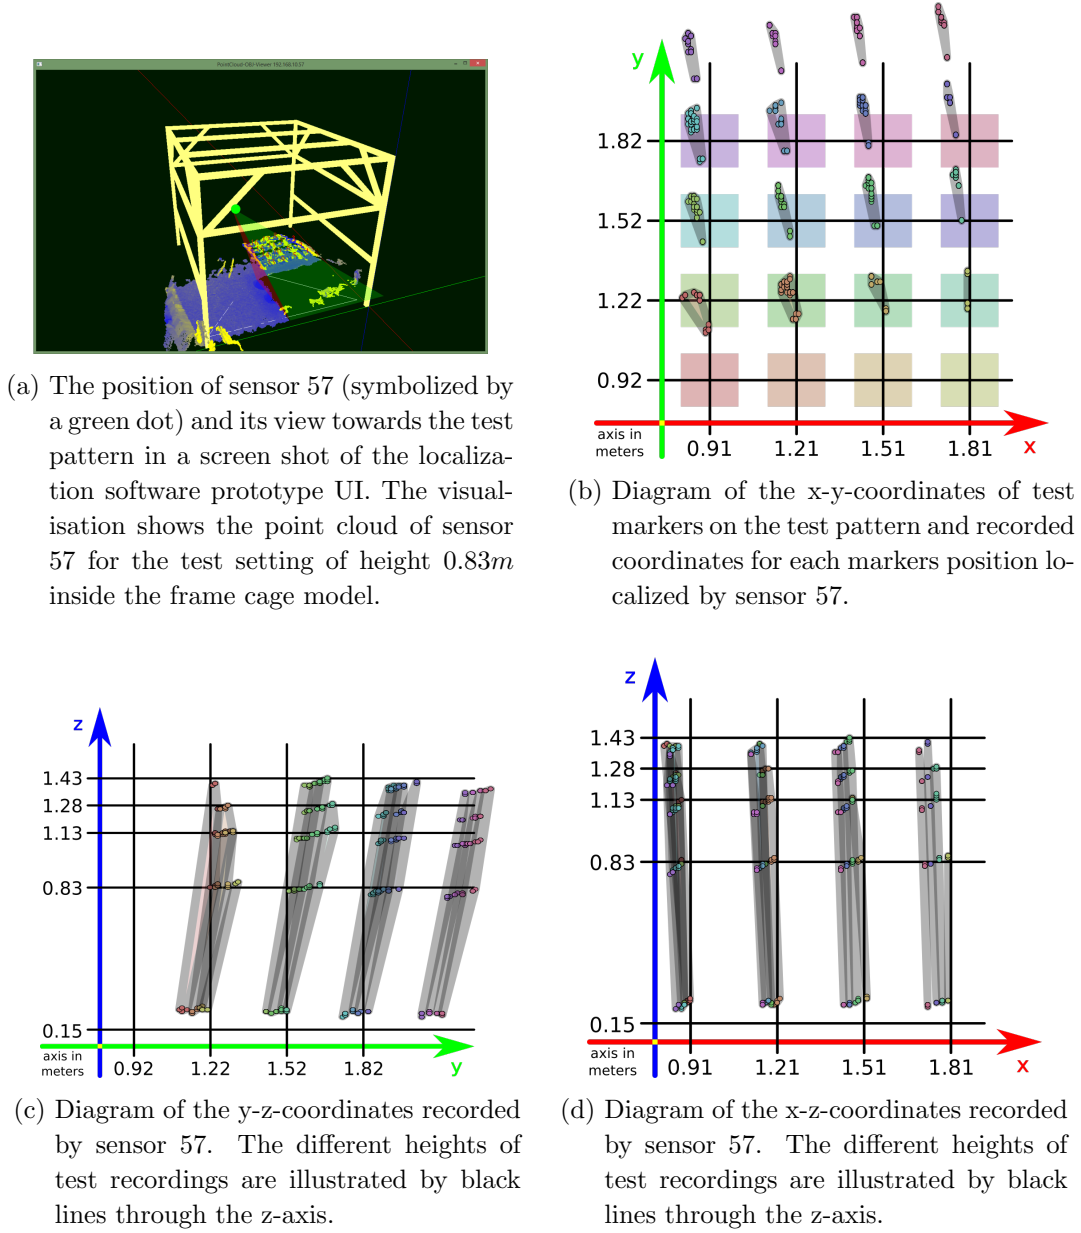 PointCloud-OBJ-Viewer 192.168.10.57
(a) The position of sensor 57 (symbolized by
a green dot) and its view towards the test
pattern in a screen shot of the localiza-
tion software prototype UI. The visual-
isation shows the point cloud of sensor
57 for the test setting of height 0.83m
inside the frame cage model.
y
1.82
1.52
1.22
0.92
axis in
meters
0.91 1.21 1.51 1.81
x
(b) Diagram of the x-y-coordinates of test
markers on the test pattern and recorded
coordinates for each markers position lo-
calized by sensor 57.
z
1.43
1.28
1.13
0.83
0.15
axis in
meters
0.92 1.22 1.52 1.82
y
(c) Diagram of the y-z-coordinates recorded
by sensor 57. The different heights of
test recordings are illustrated by black
lines through the z-axis.
z
1.43
1.28
1.13
0.83
0.15
axis in
meters
0.91 1.21 1.51 1.81
x
(d) Diagram of the x-z-coordinates recorded
by sensor 57. The different heights of
test recordings are illustrated by black
lines through the z-axis.